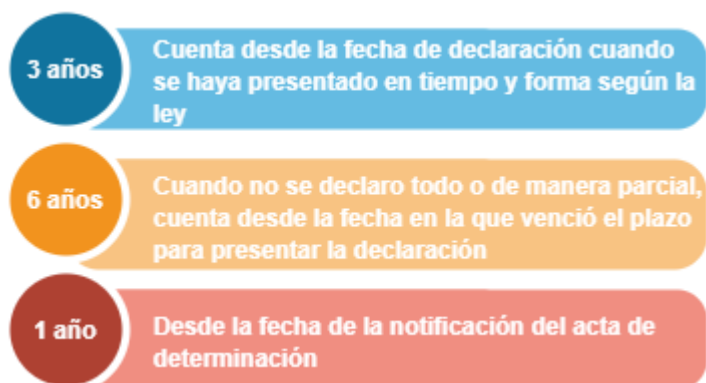 3 años
Cuenta desde la fecha de declaración cuando
se haya presentado en tiempo y forma según la
ley
6 años
Cuando no se declaro todo o de manera parcial,
cuenta desde la fecha en la que venció el plazo
para presentar la declaración
1 año
Desde la fecha de la notificación del acta de
determinación